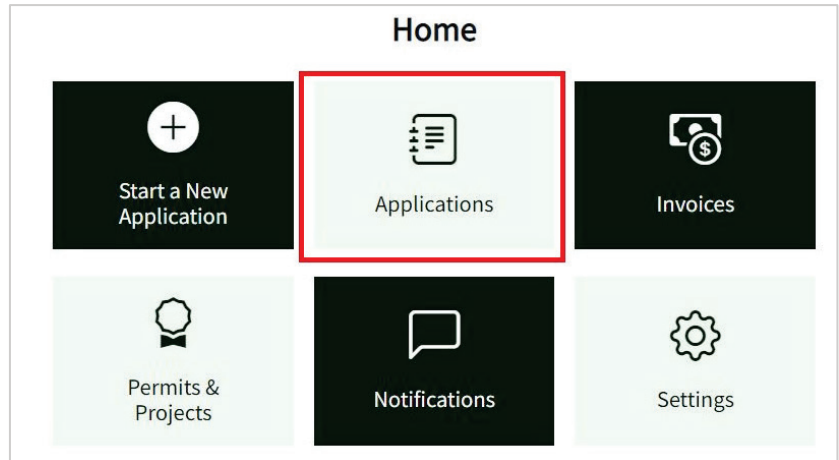 Home
Start a New
Application
Applications
Invoices
Permits &
Projects
Notifications
Settings